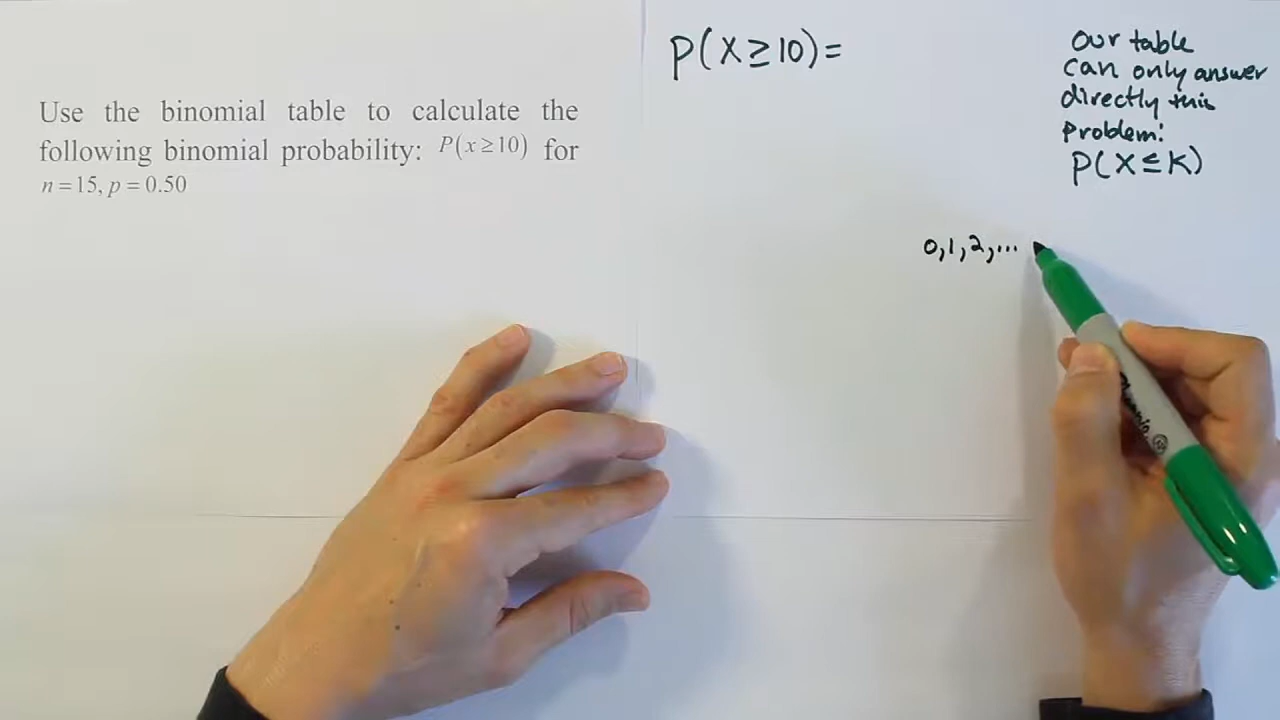 Use the binomial table to calculate the
following binomial probability: P(x≥10) for
n=15, p=0.50
P(X≥10)=
our table
can only answer
directly this
problem:
P(X≤K)
0,1,2,...